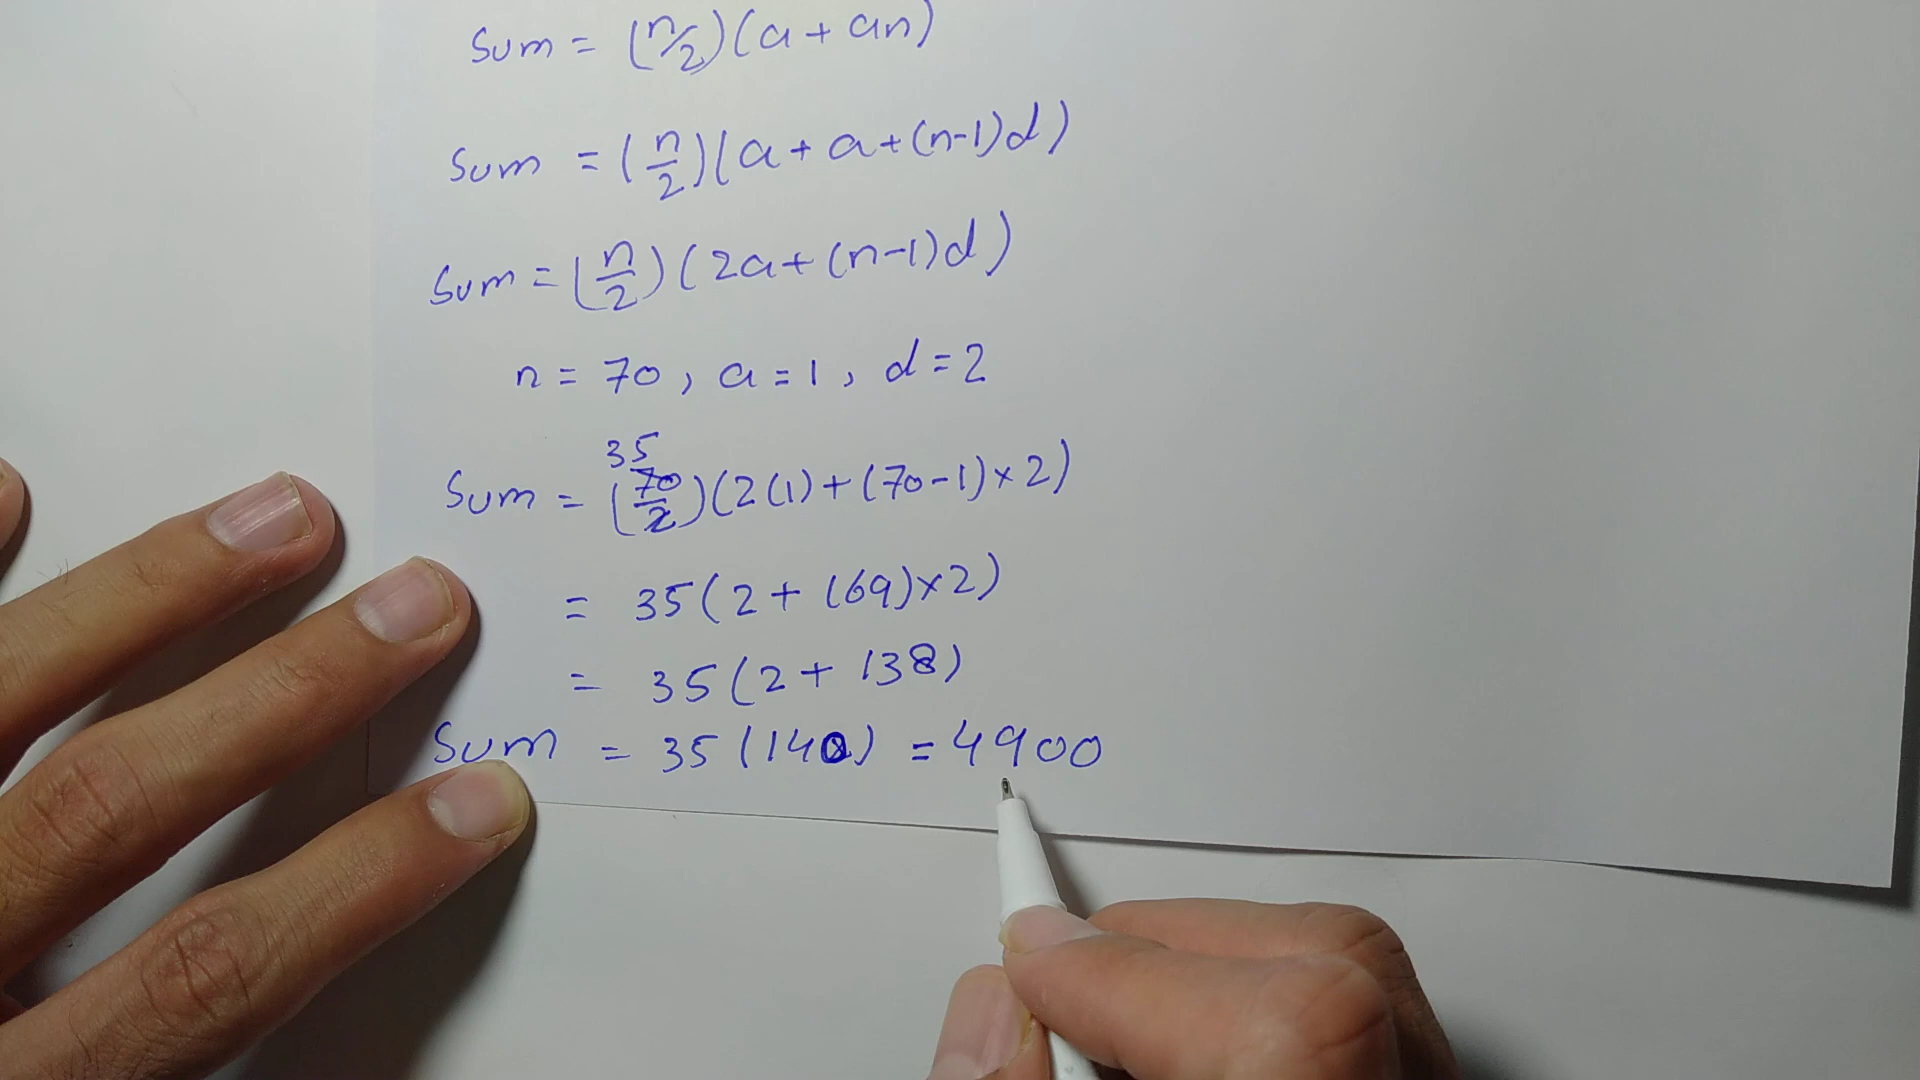 Sum = (n/2)(a + an)
Sum = (n/2)(a + a + (n-1)d)
Sum = (n/2)(2a + (n-1)d)
n = 70, a = 1, d = 2
35
Sum = (70/2)(2(1) + (70-1)×2)
= 35(2 + (69)×2)
= 35(2 + 138)
Sum = 35(140) = 4900